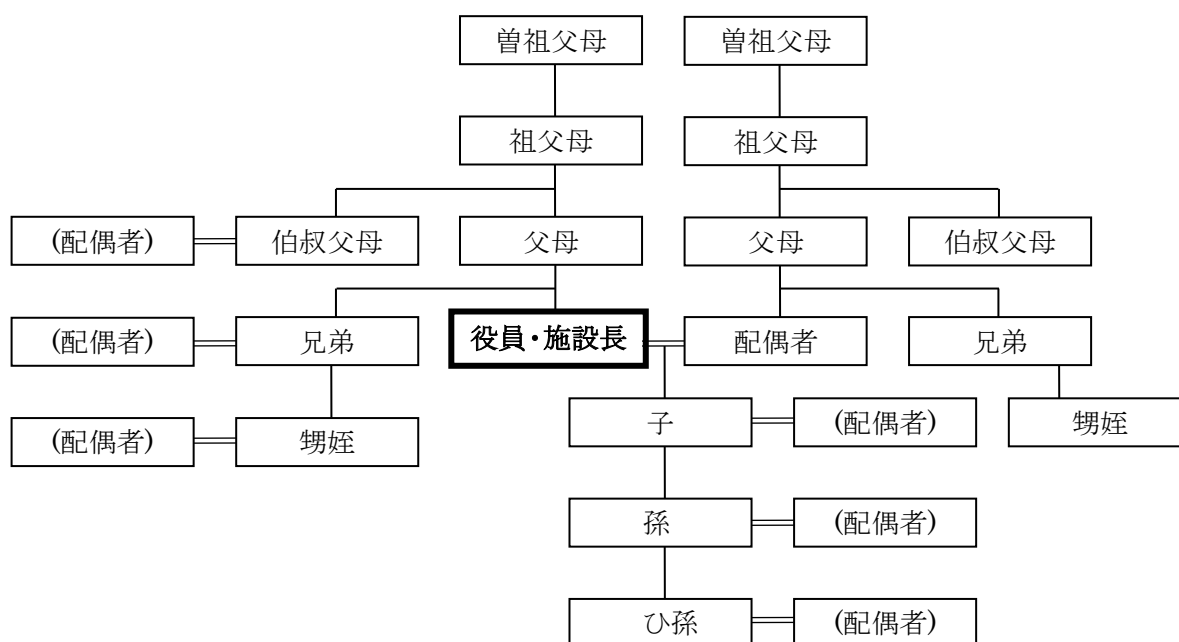 曽祖父母 曽祖父母
祖父母 祖父母
(配偶者) 伯叔父母 父母 父母 伯叔父母
(配偶者) 兄弟 役員・施設長 配偶者 兄弟
(配偶者) 甥姪 子 (配偶者) 甥姪
孫 (配偶者)
ひ孫 (配偶者)